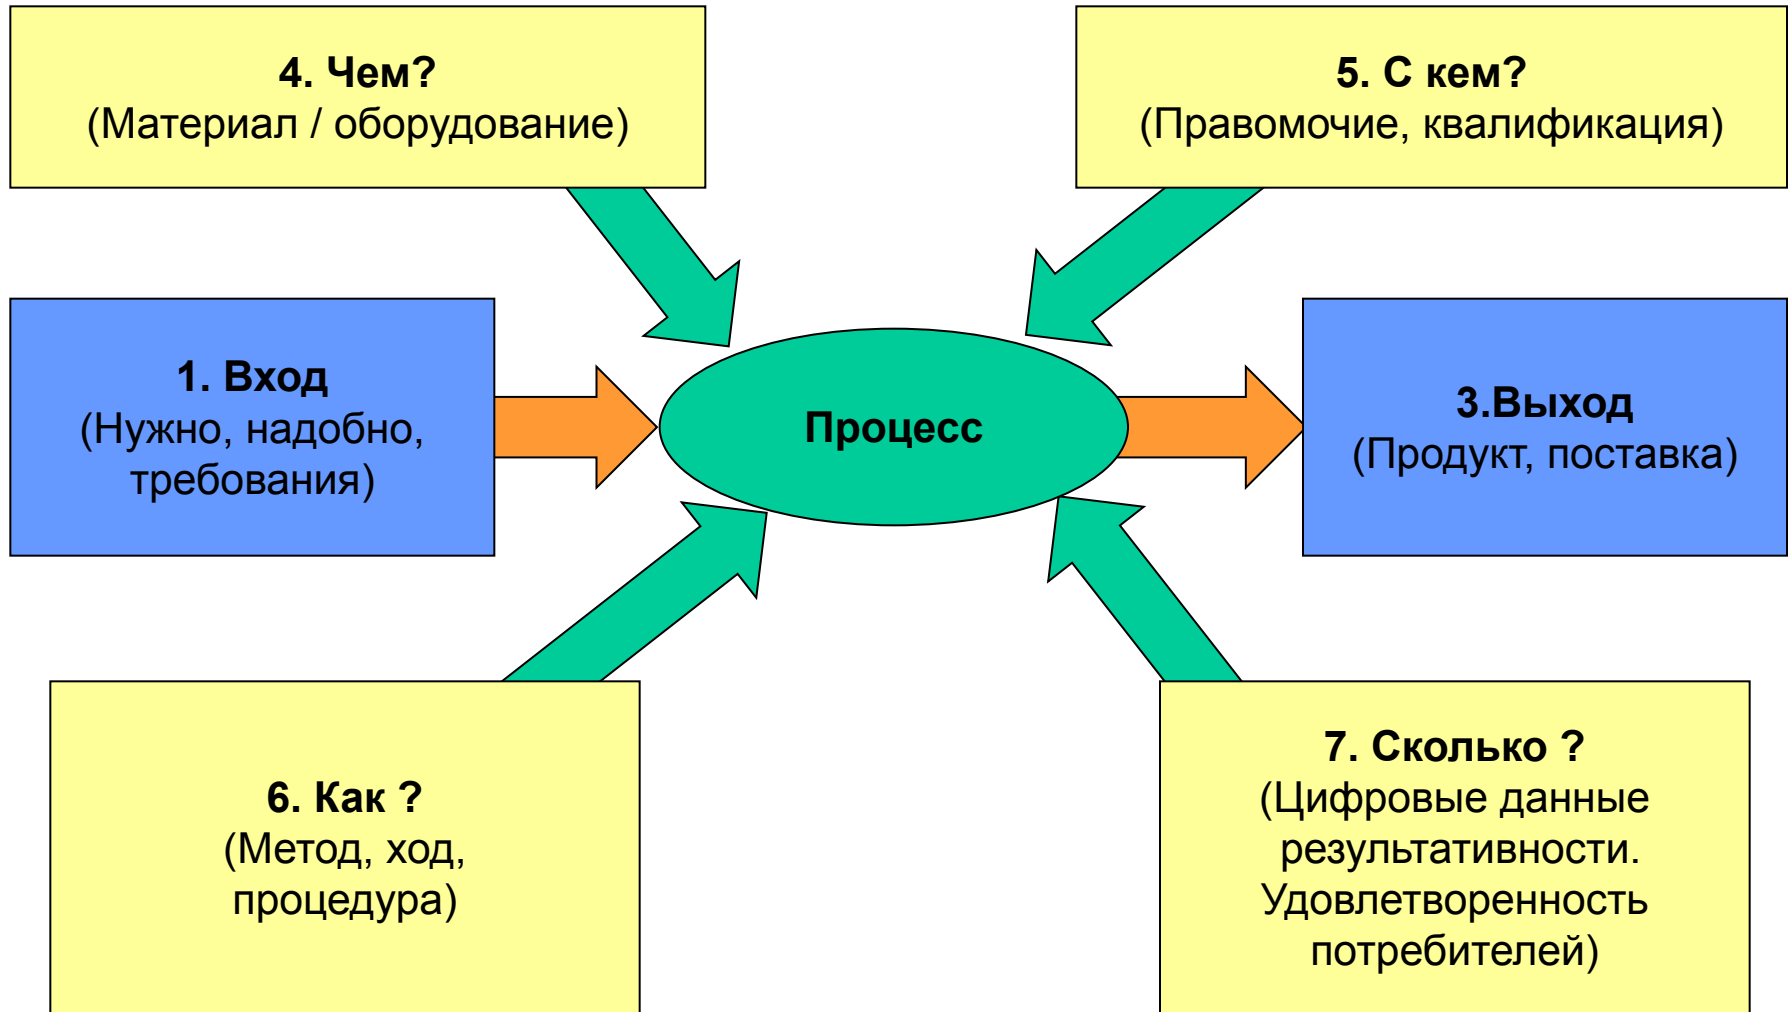 4. Чем?
(Материал / оборудование)
5. С кем?
(Правомочие, квалификация)
1. Вход
(Нужно, надобно,
требования)
Процесс
3.Выход
(Продукт, поставка)
6. Как ?
(Метод, ход,
процедура)
7. Сколько ?
(Цифровые данные
результативности.
Удовлетворенность
потребителей)